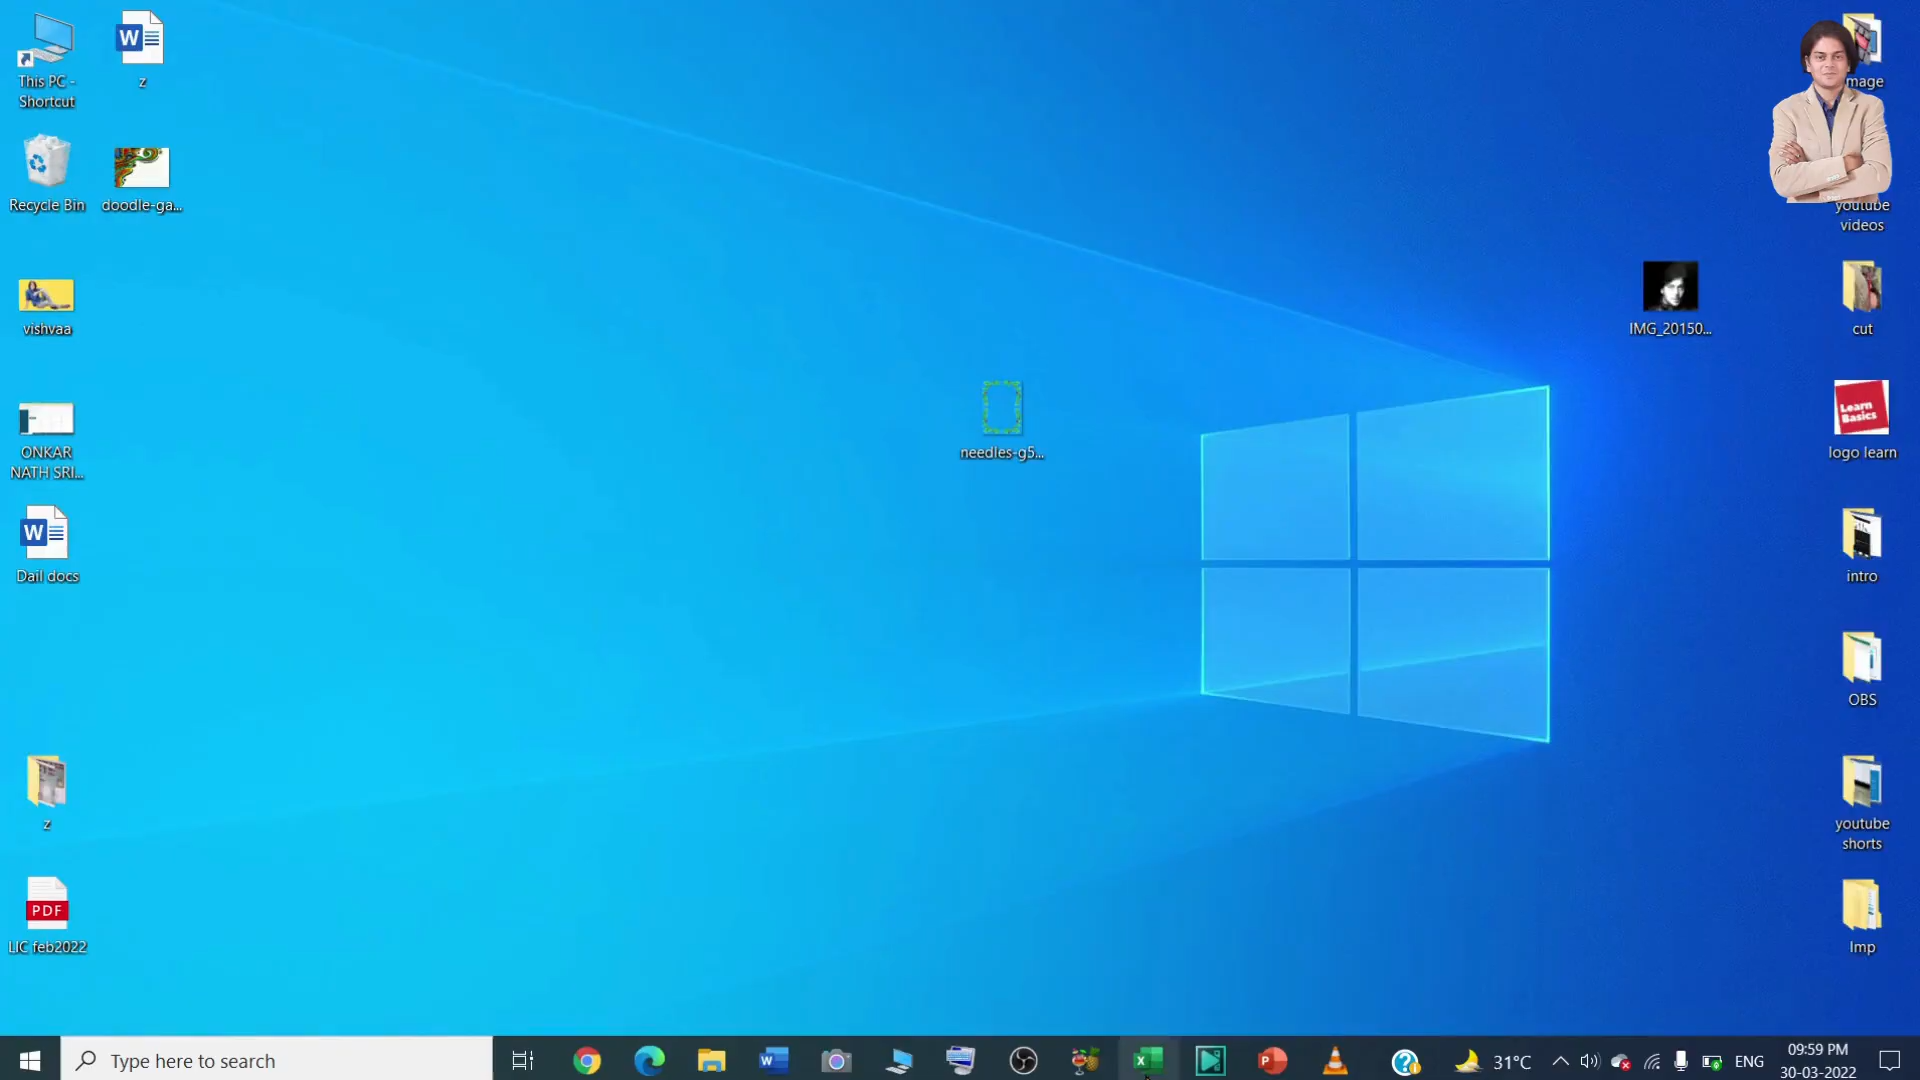 This PC -
Shortcut
z
Recycle Bin
doodle-ga...
vishvaa
ONKAR
NATH SRI...
Dail docs
z
PDF
LIC feb2022
needles-g5...
IMG_20150...
mage
youtube
videos
cut
Learn
Basics
logo learn
intro
OBS
youtube
shorts
Imp
Type here to search
31°C
ENG
09:59 PM
30-03-2022